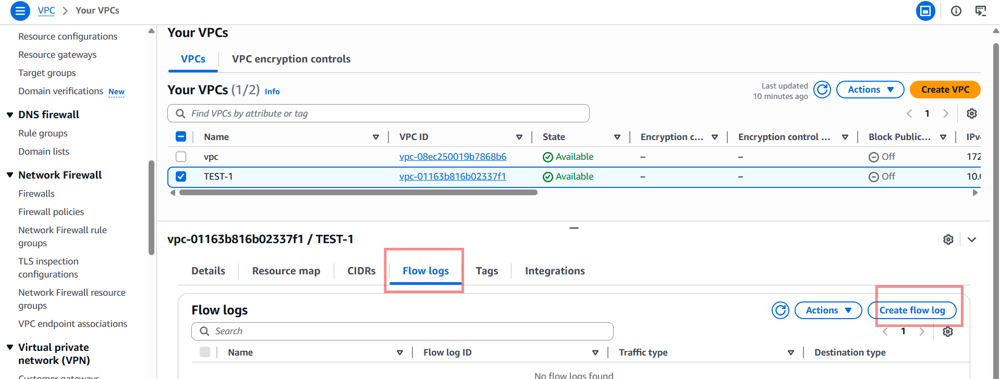 VPC > Your VPCs
Resource configurations
Resource gateways
Target groups
Domain verifications New
DNS firewall
Rule groups
Domain lists
Network Firewall
Firewalls
Firewall policies
Network Firewall rule
groups
TLS inspection
configurations
Network Firewall resource
groups
VPC endpoint associations
Virtual private
network (VPN)
Customer gateways
Your VPCs
VPCs
VPC encryption controls
Your VPCs (1/2) Info
Last updated
10 minutes ago
Actions
Create VPC
Find VPCs by attribute or tag
1
Name VPC ID State Encryption c... Encryption control ... Block Public... IPv4
vpc vpc-08ec250019b7868b6 Available – – Off 172
TEST-1 vpc-01163b816b02337f1 Available – – Off 10.0
vpc-01163b816b02337f1 / TEST-1
Details Resource map CIDRs Flow logs Tags Integrations
Flow logs
Actions
Create flow log
Search
1
Name Flow log ID Traffic type Destination type
No flow logs found